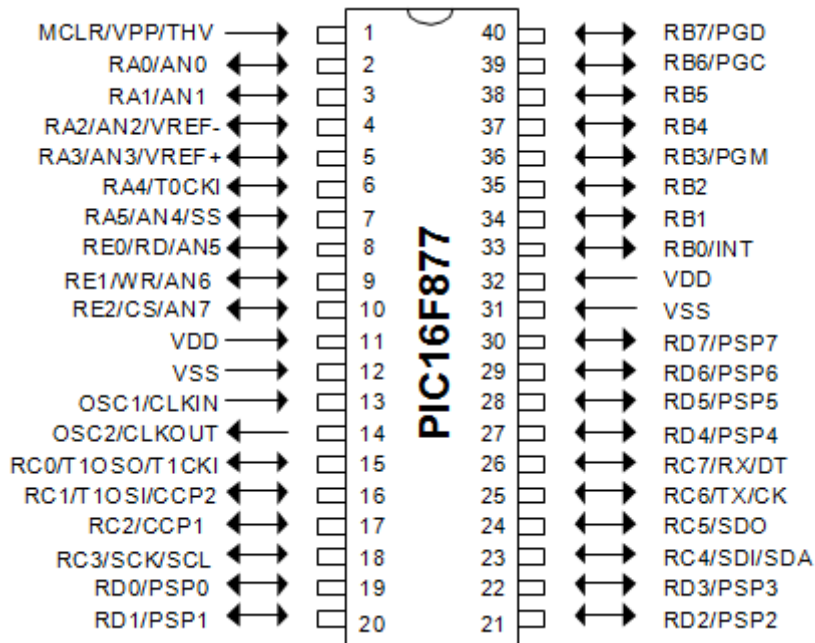 MCLR/VPP/THV 1 40 RB7/PGD
RA0/AN0 2 39 RB6/PGC
RA1/AN1 3 38 RB5
RA2/AN2/VREF- 4 37 RB4
RA3/AN3/VREF+ 5 36 RB3/PGM
RA4/T0CKI 6 35 RB2
RA5/AN4/SS 7 34 RB1
RE0/RD/AN5 8 33 RB0/INT
RE1/WR/AN6 9 32 VDD
RE2/CS/AN7 10 31 VSS
VDD 11 30 RD7/PSP7
VSS 12 29 RD6/PSP6
OSC1/CLKIN 13 28 RD5/PSP5
OSC2/CLKOUT 14 27 RD4/PSP4
RC0/T1OSO/T1CKI 15 26 RC7/RX/DT
RC1/T1OSI/CCP2 16 25 RC6/TX/CK
RC2/CCP1 17 24 RC5/SDO
RC3/SCK/SCL 18 23 RC4/SDI/SDA
RD0/PSP0 19 22 RD3/PSP3
RD1/PSP1 20 21 RD2/PSP2
PIC16F877